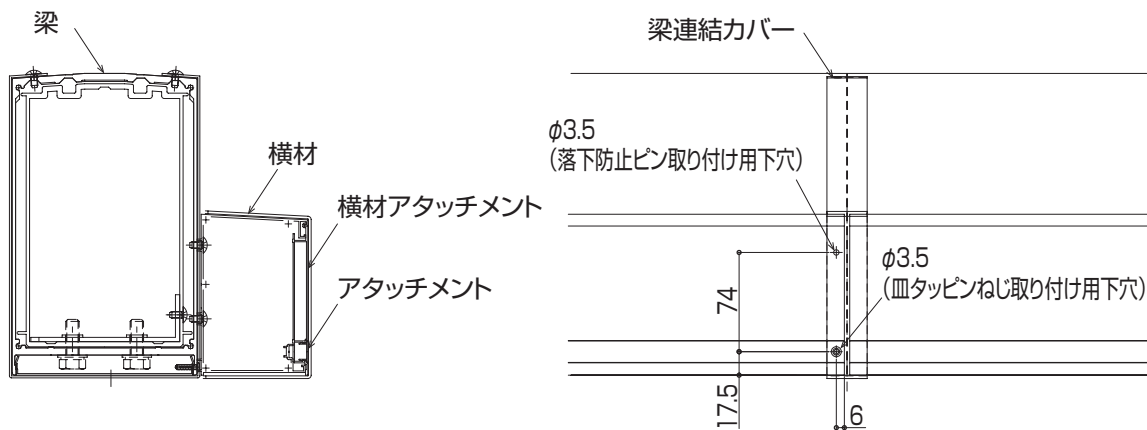 梁
横材
横材アタッチメント
アタッチメント
梁連結カバー
φ3.5
（落下防止ピン取り付け用下穴）
φ3.5
（皿タッピンねじ取り付け用下穴）
74
17.5
6